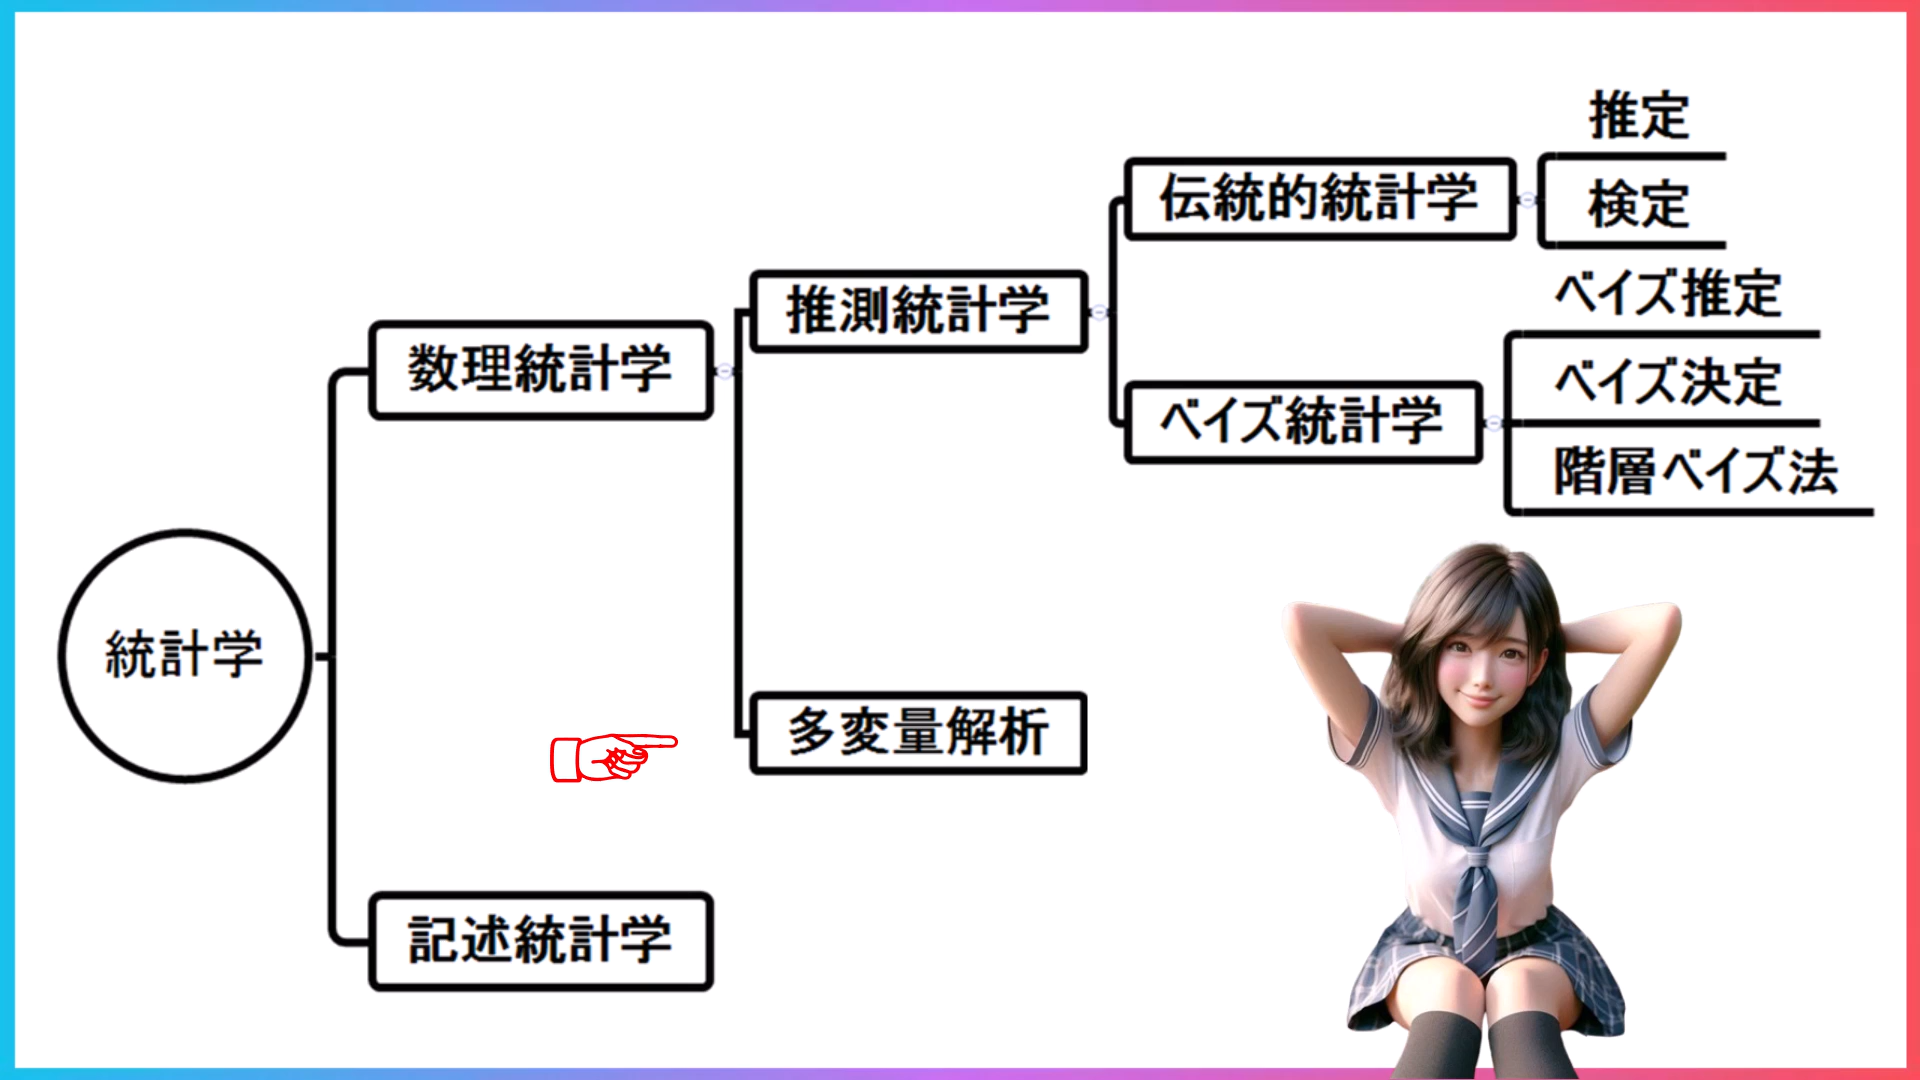 推定
伝統的統計学
検定
ベイズ推定
推測統計学
数理統計学
ベイズ決定
ベイズ統計学
階層ベイズ法
統計学
多変量解析
記述統計学